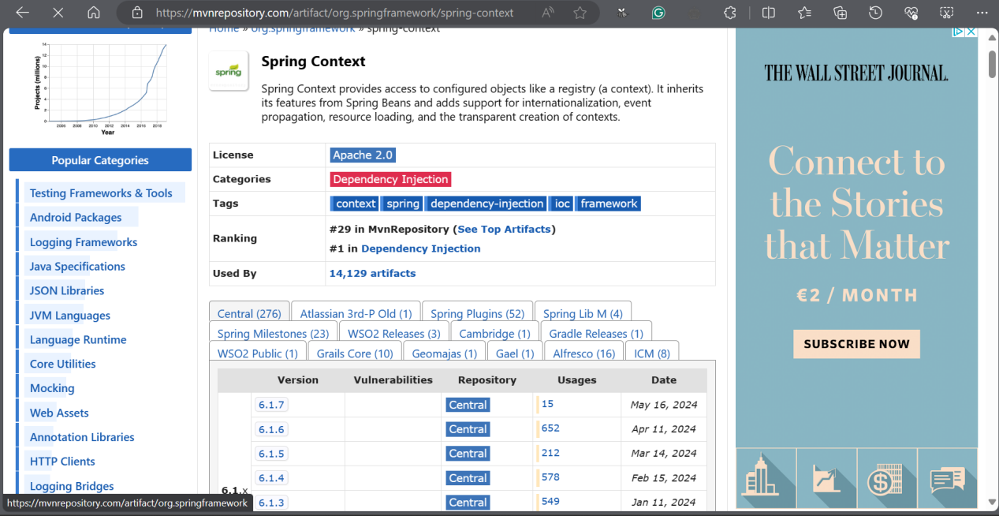 https://mvnrepository.com/artifact/org.springframework/spring-context
Home » org.springframework » spring-context
Projects (millions)
14
12
10
8
6
4
2
0
2006 2008 2010 2012 2014 2016 2018
Year
Popular Categories
Testing Frameworks & Tools
Android Packages
Logging Frameworks
Java Specifications
JSON Libraries
JVM Languages
Language Runtime
Core Utilities
Mocking
Web Assets
Annotation Libraries
HTTP Clients
Logging Bridges
https://mvnrepository.com/artifact/org.springframework
spring
Spring Context
Spring Context provides access to configured objects like a registry (a context). It inherits
its features from Spring Beans and adds support for internationalization, event
propagation, resource loading, and the transparent creation of contexts.
License Apache 2.0
Categories Dependency Injection
Tags context spring dependency-injection ioc framework
Ranking #29 in MvnRepository (See Top Artifacts)
#1 in Dependency Injection
Used By 14,129 artifacts
Central (276) Atlassian 3rd-P Old (1) Spring Plugins (52) Spring Lib M (4)
Spring Milestones (23) WSO2 Releases (3) Cambridge (1) Gradle Releases (1)
WSO2 Public (1) Grails Core (10) Geomajas (1) Gael (1) Alfresco (16) ICM (8)
Version Vulnerabilities Repository Usages Date
6.1.7 Central 15 May 16, 2024
6.1.6 Central 652 Apr 11, 2024
6.1.5 Central 212 Mar 14, 2024
6.1.4 Central 578 Feb 15, 2024
6.1.x
6.1.3 Central 549 Jan 11, 2024
THE WALL STREET JOURNAL.
Connect to
the Stories
that Matter
€2 / MONTH
SUBSCRIBE NOW